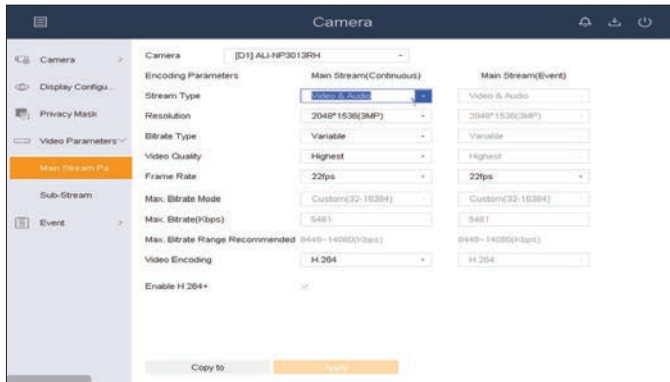 Camera
Camera
Display Configu...
Privacy Mask
Video Parameters
Main Stream Pa...
Sub-Stream
Event
Camera [D1] ALI-NP3013RH
Encoding Parameters Main Stream(Continuous) Main Stream(Event)
Stream Type Video & Audio Video & Audio
Resolution 2048*1536(3MP) 2048*1536(3MP)
Bitrate Type Variable Variable
Video Quality Highest Highest
Frame Rate 22fps 22fps
Max. Bitrate Mode Custom(32-16384) Custom(32-16384)
Max. Bitrate(Kbps) 5461 5461
Max. Bitrate Range Recommended 8448~14080(Kbps) 8448~14080(Kbps)
Video Encoding H.264 H.264
Enable H.264+
Copy to Apply